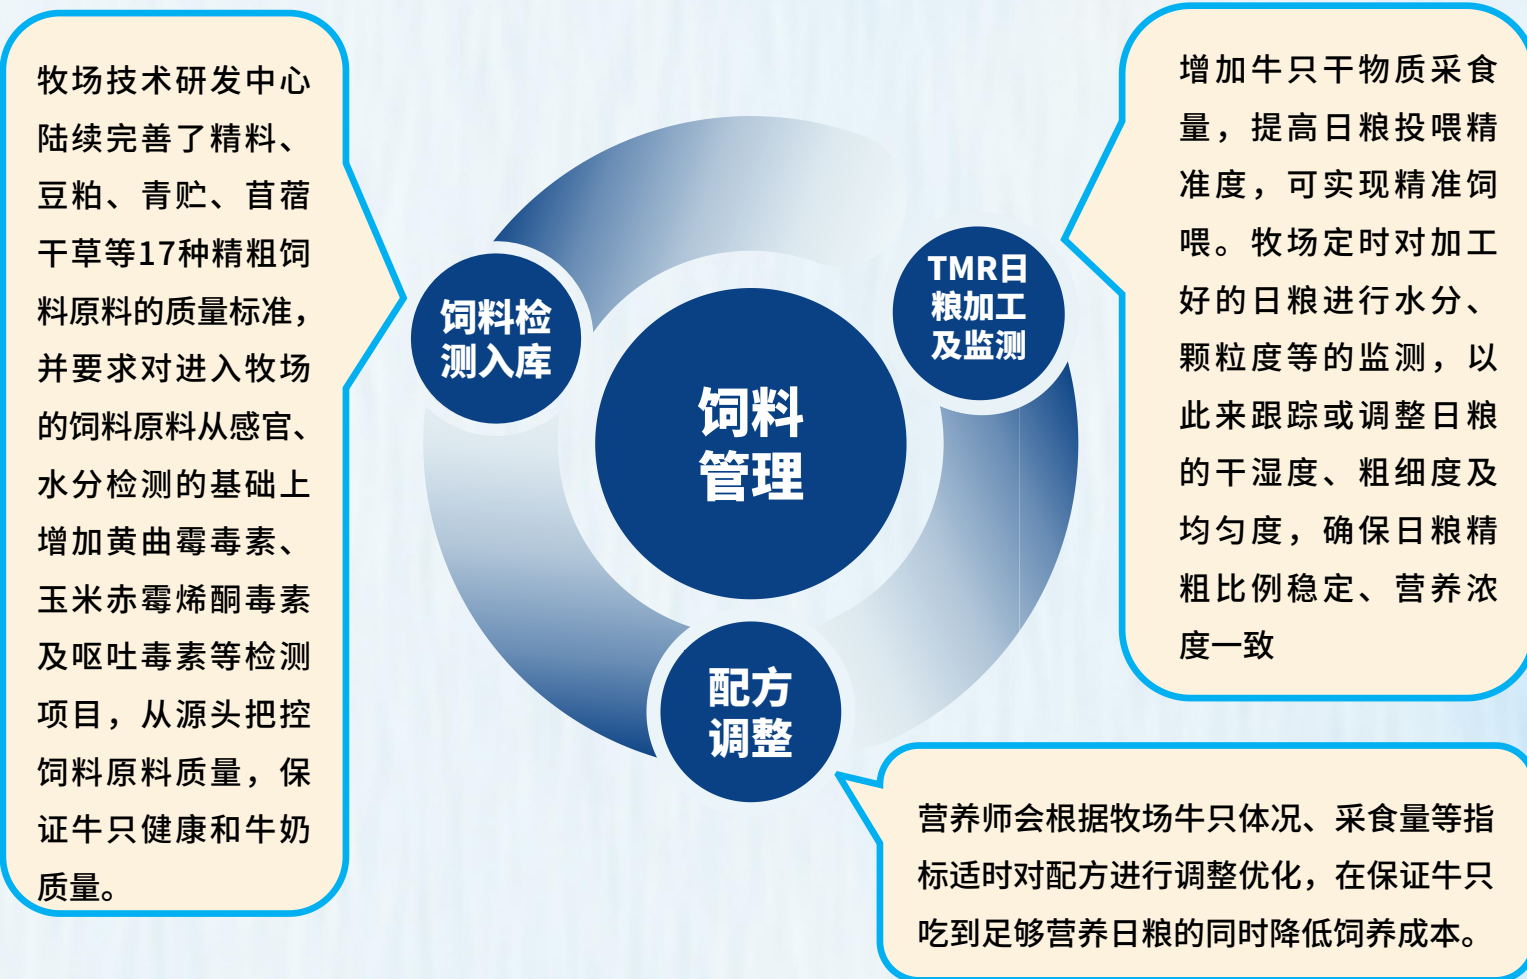 牧场技术研发中心
陆续完善了精料、
豆粕、青贮、苜蓿
干草等17种精粗饲
料原料的质量标准，
并要求对进入牧场
的饲料原料从感官、
水分检测的基础上
增加黄曲霉毒素、
玉米赤霉烯酮毒素
及呕吐毒素等检测
项目，从源头把控
饲料原料质量，保
证牛只健康和牛奶
质量。
饲料检
测入库
饲料
管理
TMR日
粮加工
及监测
配方
调整
增加牛只干物质采食
量，提高日粮投喂精
准度，可实现精准饲
喂。牧场定时对加工
好的日粮进行水分、
颗粒度等的监测，以
此来跟踪或调整日粮
的干湿度、粗细度及
均匀度，确保日粮精
粗比例稳定、营养浓
度一致
营养师会根据牧场牛只体况、采食量等指
标适时对配方进行调整优化，在保证牛只
吃到足够营养日粮的同时降低饲养成本。